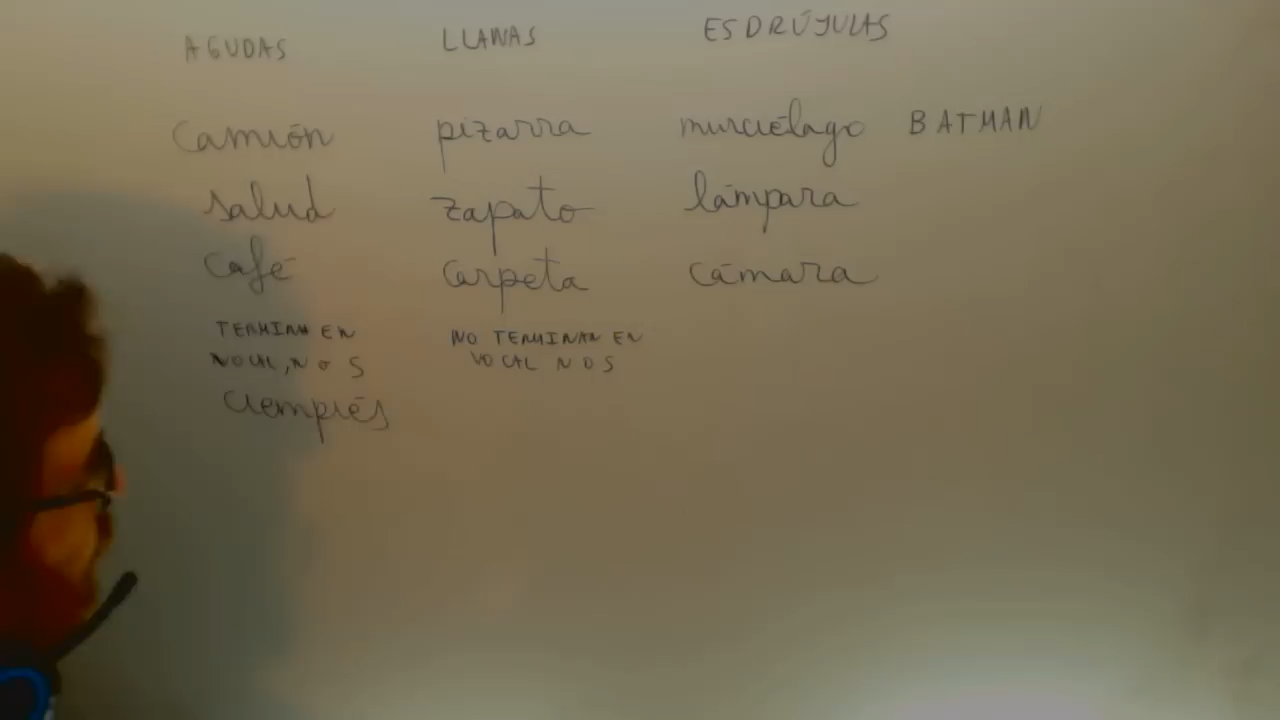 AGUDAS LLANAS ESDRÚJULAS
camión pizarra murciélago BATMAN
salud zapato lámpara
café carpeta cámara
TERMINAN EN NO TERMINAN EN
VOCAL, N O S VOCAL N O S
ciempiés